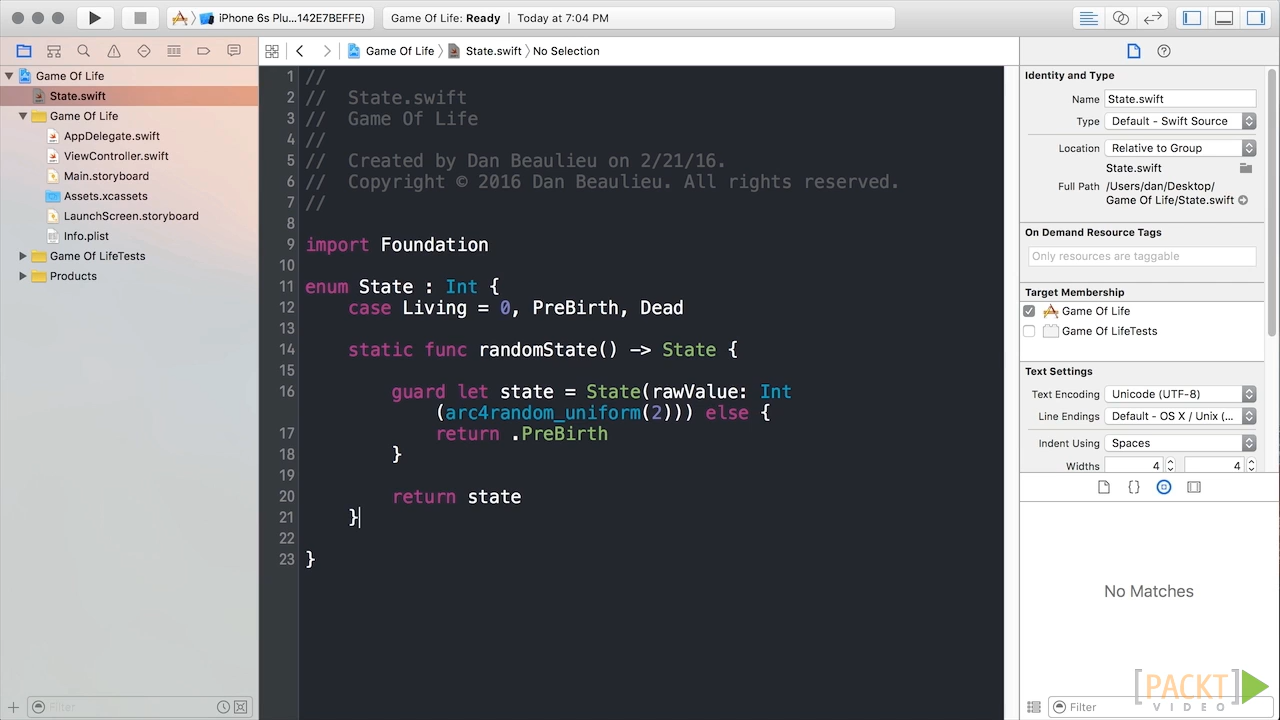 iPhone 6s Plu...142E7BEFFE)
Game Of Life: Ready | Today at 7:04 PM
Game Of Life
State.swift
No Selection
Game Of Life
State.swift
Game Of Life
AppDelegate.swift
ViewController.swift
Main.storyboard
Assets.xcassets
LaunchScreen.storyboard
Info.plist
Game Of LifeTests
Products
Filter
1 //
2 //  State.swift
3 //  Game Of Life
4 //
5 //  Created by Dan Beaulieu on 2/21/16.
6 //  Copyright © 2016 Dan Beaulieu. All rights reserved.
7 //
8
9 import Foundation
10
11 enum State : Int {
12     case Living = 0, PreBirth, Dead
13
14     static func randomState() -> State {
15
16         guard let state = State(rawValue: Int
(arc4random_uniform(2))) else {
17             return .PreBirth
18         }
19
20         return state
21     }
22
23 }
Identity and Type
Name State.swift
Type Default - Swift Source
Location Relative to Group
State.swift
Full Path /Users/dan/Desktop/
Game Of Life/State.swift
On Demand Resource Tags
Only resources are taggable
Target Membership
Game Of Life
Game Of LifeTests
Text Settings
Text Encoding Unicode (UTF-8)
Line Endings Default - OS X / Unix (...
Indent Using Spaces
Widths 4 4
No Matches
[PACKT]
VIDEO
Filter